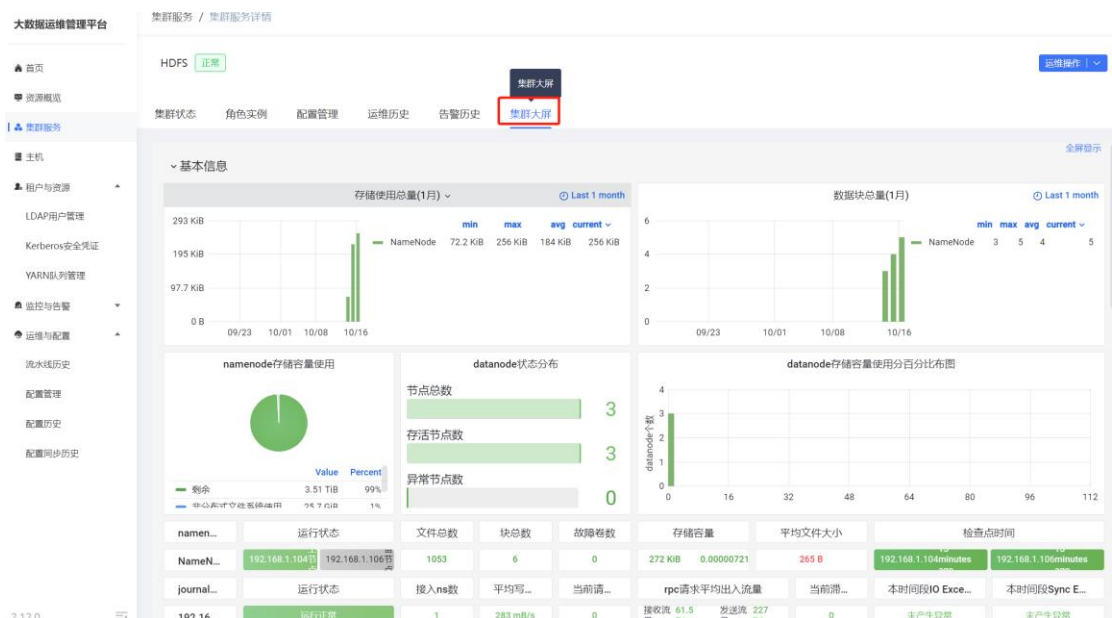 大数据运维管理平台
集群服务 / 集群服务详情
首页
资源概览
集群服务
主机
租户与资源
LDAP用户管理
Kerberos安全凭证
YARN队列管理
监控与告警
运维与配置
流水线历史
配置管理
配置历史
配置同步历史
2.12.0
HDFS 正常
运维操作
集群大屏
集群状态 角色实例 配置管理 运维历史 告警历史 集群大屏
全屏显示
基本信息
存储使用总量(1月) Last 1 month
min max avg current
NameNode 72.2 KiB 256 KiB 184 KiB 256 KiB
293 KiB
195 KiB
97.7 KiB
0 B
09/23 10/01 10/08 10/16
数据块总量(1月) Last 1 month
min max avg current
NameNode 3 5 4 5
6
4
2
0
09/23 10/01 10/08 10/16
namenode存储容量使用
Value Percent
剩余 3.51 TiB 99%
非分布式文件系统使用 25.7 GiB 1%
datanode状态分布
节点总数
3
存活节点数
3
异常节点数
0
datanode存储容量使用分百分比布图
datanode个数
4
3
2
1
0
0 16 32 48 64 80 96 112
namen... 运行状态 文件总数 块总数 故障卷数 存储容量 平均文件大小 检查点时间
NameN... 192.168.1.104 192.168.1.106 1053 6 0 272 KiB 0.00000721 265 B 192.168.1.104minutes 192.168.1.106minutes
journal... 运行状态 接入ns数 平均写... 当前请... rpc请求平均出入流量 当前滞... 本时间段IO Exce... 本时间段Sync E...
192.16... 运行正常 1 283 mB/s 0 接收流 61.5 发送流 227 0 未产生异常 未产生异常